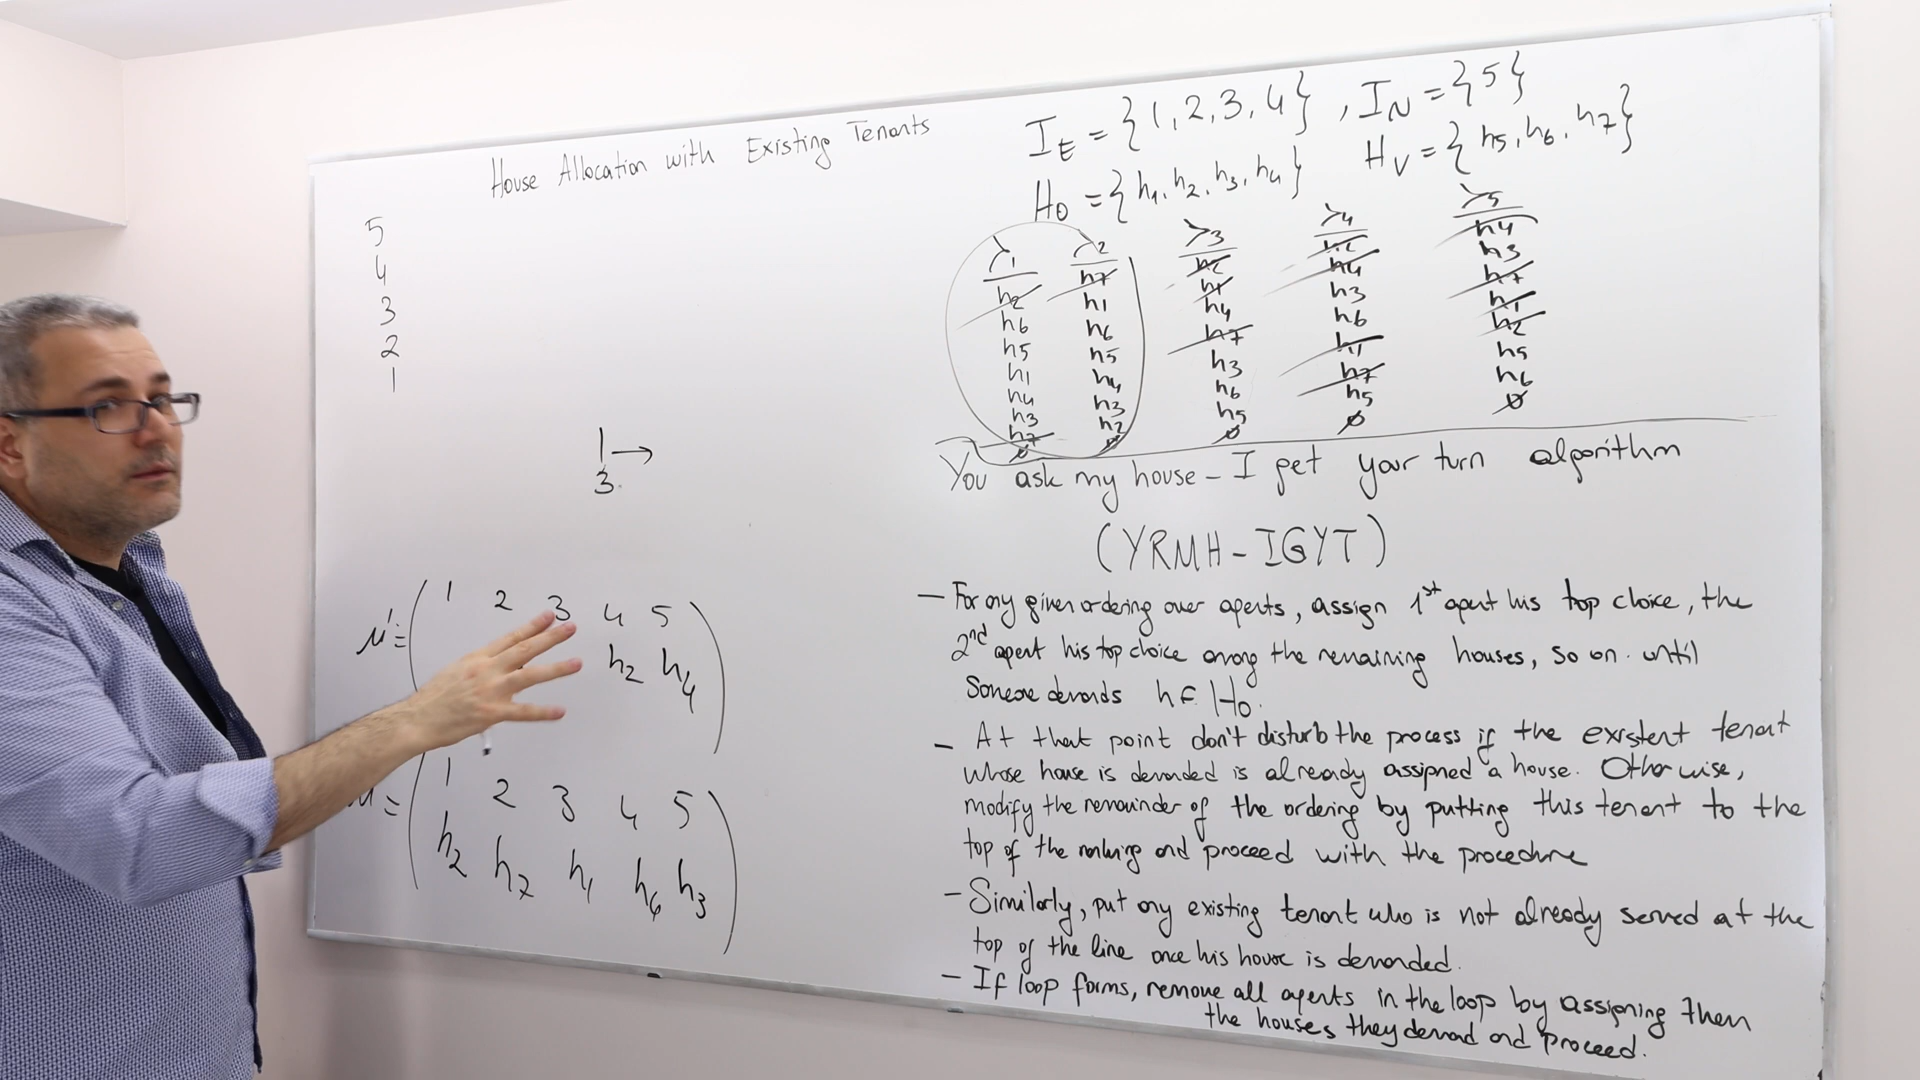 House Allocation with Existing Tenants
I_E = {1, 2, 3, 4} , I_N = {5}
H_O = {h1, h2, h3, h4} H_V = {h5, h6, h7}
5
4
3
2
1
1 →
3
≻1
h2
h6
h5
h1
h4
h3
h7
∅
≻2
h7
h1
h6
h5
h4
h3
h2
∅
≻3
h2
h1
h4
h7
h3
h6
h5
∅
≻4
h2
h4
h3
h6
h1
h7
h5
∅
≻5
h4
h3
h7
h1
h2
h5
h6
∅
μ' = ( 1 2 3 4 5 )
h2 h4
μ = ( 1 2 3 4 5 )
h2 h7 h1 h6 h3
You ask my house - I get your turn algorithm
(YRMH-IGYT)
- For any given ordering over agents, assign 1st agent his top choice, the
2nd agent his top choice among the remaining houses, so on. until
Someone demands h ∈ H_O.
- At that point don't disturb the process if the existent tenant
whose house is demanded is already assigned a house. Otherwise,
modify the remainder of the ordering by putting this tenant to the
top of the ranking and proceed with the procedure
- Similarly, put any existing tenant who is not already served at the
top of the line once his house is demanded.
- If loop forms, remove all agents in the loop by assigning them
the houses they demand and proceed.